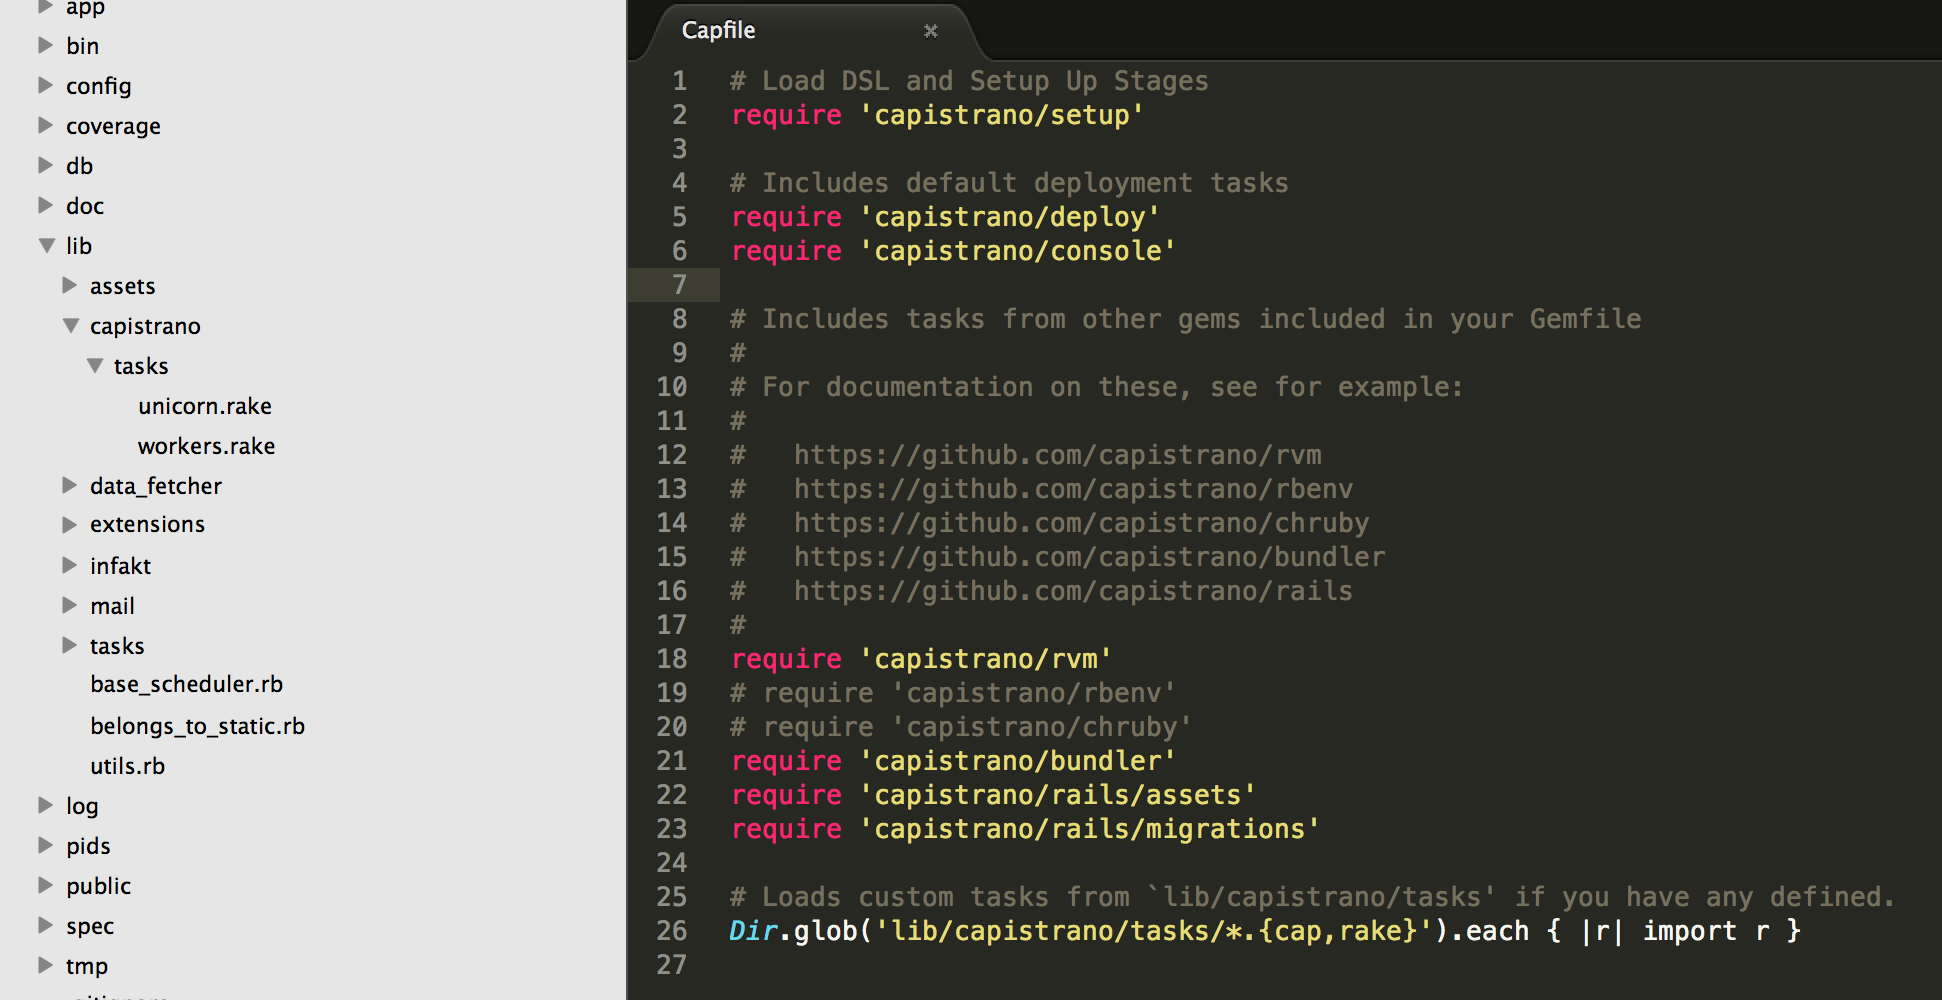 app
bin
config
coverage
db
doc
lib
assets
capistrano
tasks
unicorn.rake
workers.rake
data_fetcher
extensions
infakt
mail
tasks
base_scheduler.rb
belongs_to_static.rb
utils.rb
log
pids
public
spec
tmp
Capfile
1 # Load DSL and Setup Up Stages
2 require 'capistrano/setup'
3
4 # Includes default deployment tasks
5 require 'capistrano/deploy'
6 require 'capistrano/console'
7
8 # Includes tasks from other gems included in your Gemfile
9 #
10 # For documentation on these, see for example:
11 #
12 #   https://github.com/capistrano/rvm
13 #   https://github.com/capistrano/rbenv
14 #   https://github.com/capistrano/chruby
15 #   https://github.com/capistrano/bundler
16 #   https://github.com/capistrano/rails
17 #
18 require 'capistrano/rvm'
19 # require 'capistrano/rbenv'
20 # require 'capistrano/chruby'
21 require 'capistrano/bundler'
22 require 'capistrano/rails/assets'
23 require 'capistrano/rails/migrations'
24
25 # Loads custom tasks from `lib/capistrano/tasks' if you have any defined.
26 Dir.glob('lib/capistrano/tasks/*.{cap,rake}').each { |r| import r }
27